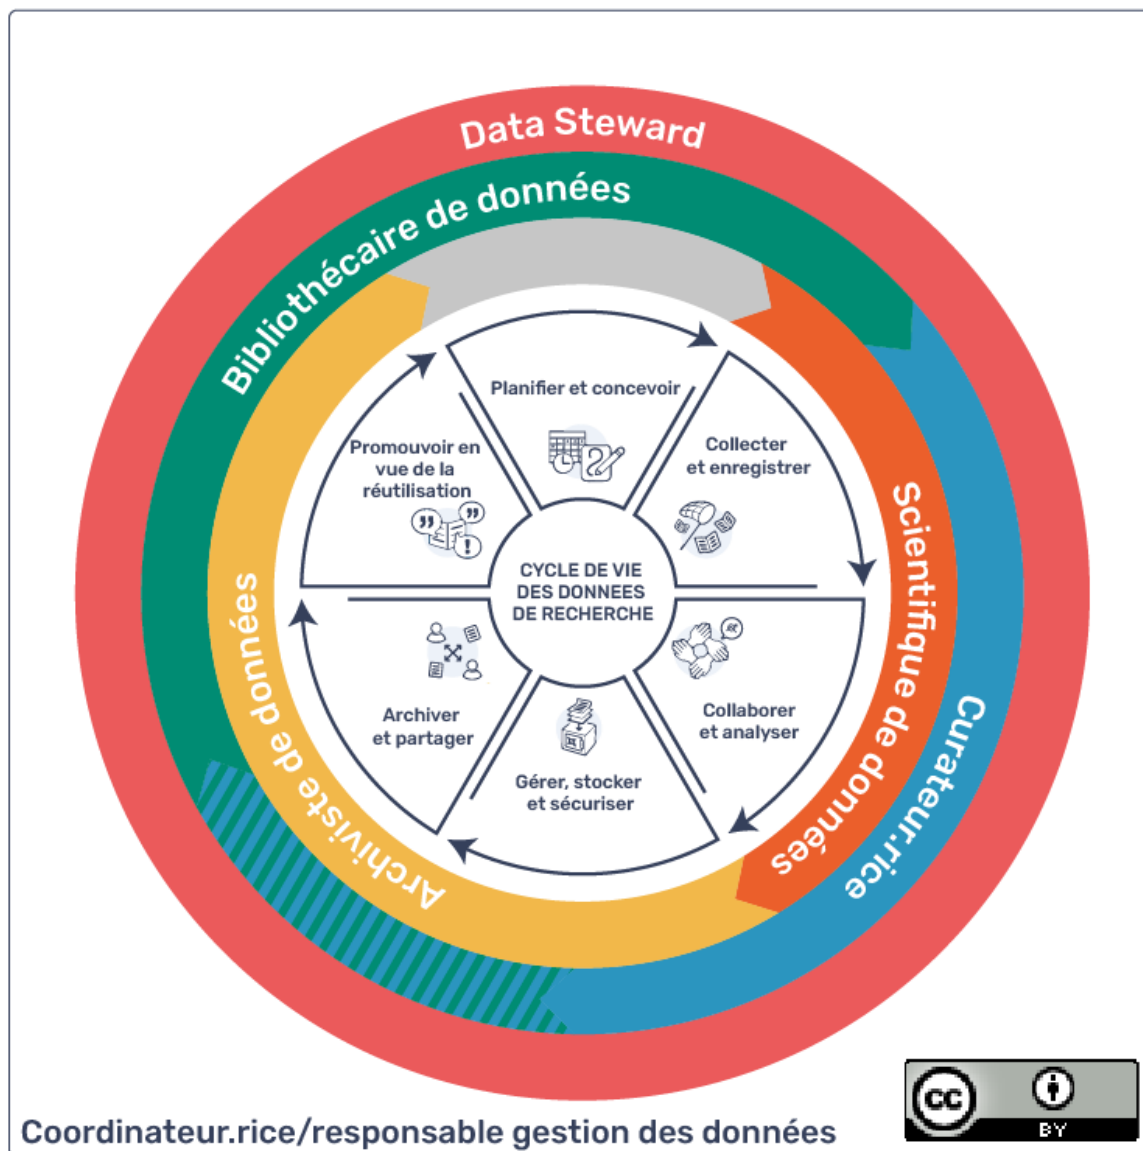 Data Steward
Bibliothécaire de données
Planifier et concevoir
Promouvoir en
vue de la
réutilisation
Collecter
et enregistrer
CYCLE DE VIE
DES DONNEES
DE RECHERCHE
Scientifique de données
Archiviste de données
Curateur.rice
Archiver
et partager
Collaborer
et analyser
Gérer, stocker
et sécuriser
Coordinateur.rice/responsable gestion des données
CC
BY